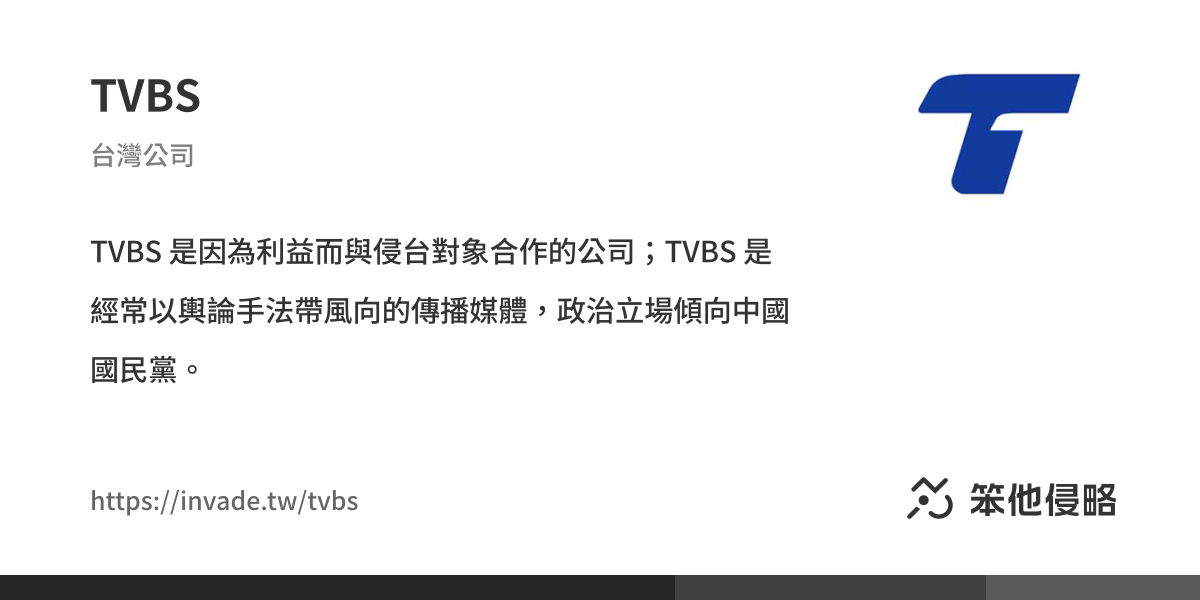 TVBS
台灣公司
TVBS 是因為利益而與侵台對象合作的公司；TVBS 是
經常以輿論手法帶風向的傳播媒體，政治立場傾向中國
國民黨。
https://invade.tw/tvbs
笨他侵略